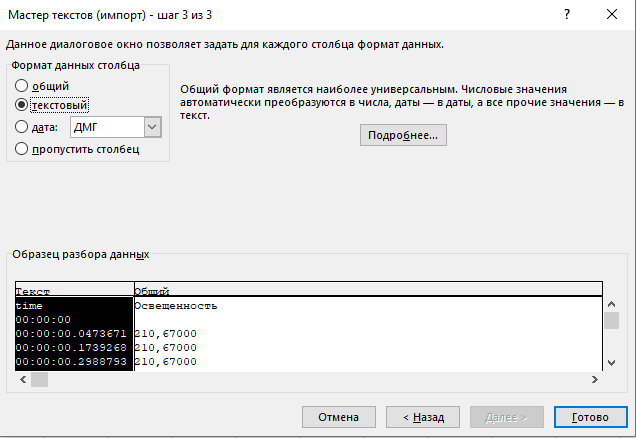 Мастер текстов (импорт) - шаг 3 из 3
Данное диалоговое окно позволяет задать для каждого столбца формат данных.
Формат данных столбца
общий
текстовый
дата: ДМГ
пропустить столбец
Общий формат является наиболее универсальным. Числовые значения
автоматически преобразуются в числа, даты — в даты, а все прочие значения — в
текст.
Подробнее...
Образец разбора данных
Текст Общий
time Освещенность
00:00:00
00:00:00.0473671 210,67000
00:00:00.1739268 210,67000
00:00:00.2988793 210,67000
Отмена < Назад Далее > Готово